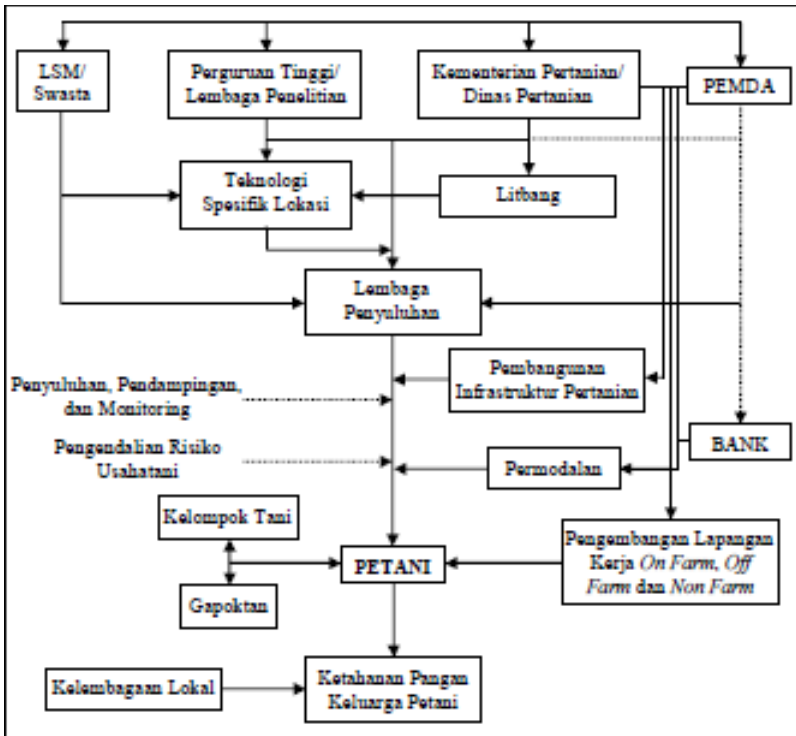 LSM/
Swasta
Perguruan Tinggi/
Lembaga Penelitian
Kementerian Pertanian/
Dinas Pertanian
PEMDA
Teknologi
Spesifik Lokasi
Litbang
Lembaga
Penyuluhan
Pembangunan
Infrastruktur Pertanian
Penyuluhan, Pendampingan,
dan Monitoring
BANK
Pengendalian Risiko
Usahatani
Permodalan
Kelompok Tani
Pengembangan Lapangan
Kerja On Farm, Off
Farm dan Non Farm
PETANI
Gapoktan
Kelembagaan Lokal
Ketahanan Pangan
Keluarga Petani